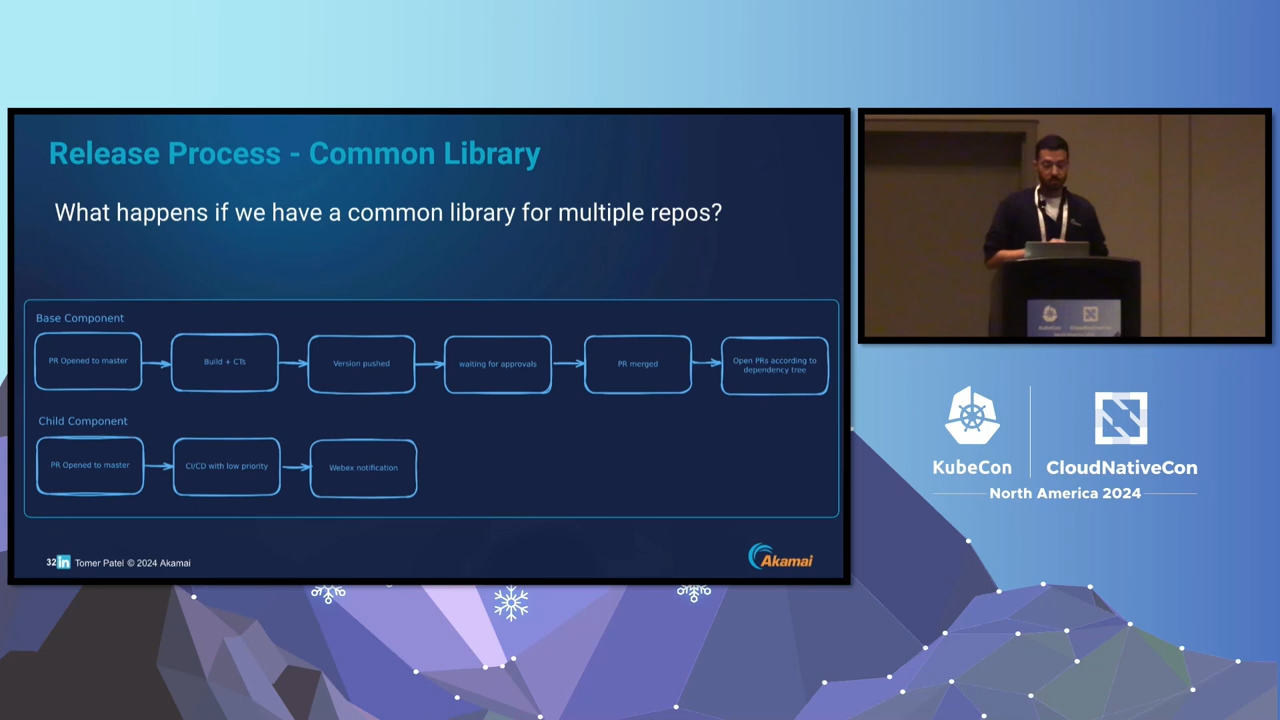 Release Process - Common Library
What happens if we have a common library for multiple repos?
Base Component
PR Opened to master
Build + CTs
Version pushed
waiting for approvals
PR merged
Open PRs according to
dependency tree
Child Component
PR Opened to master
CI/CD with low priority
Webex notification
32 in Tomer Patel © 2024 Akamai
Akamai
KubeCon
CloudNativeCon
North America 2024
KubeCon
CloudNativeCon